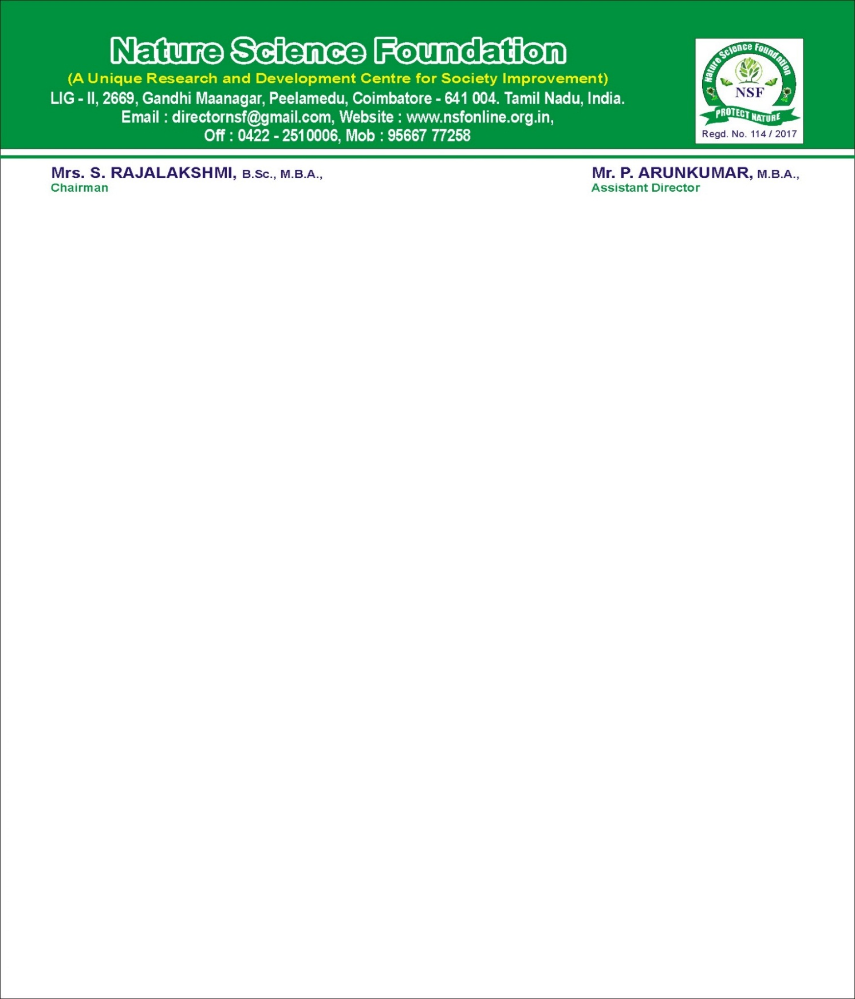 Nature Science Foundation
(A Unique Research and Development Centre for Society Improvement)
LIG - II, 2669, Gandhi Maanagar, Peelamedu, Coimbatore - 641 004. Tamil Nadu, India.
Email : directornsf@gmail.com, Website : www.nsfonline.org.in,
Off : 0422 - 2510006, Mob : 95667 77258
Nature Science Foundation
NSF
PROTECT NATURE
Regd. No. 114 / 2017
Mrs. S. RAJALAKSHMI, B.Sc., M.B.A.,
Chairman
Mr. P. ARUNKUMAR, M.B.A.,
Assistant Director